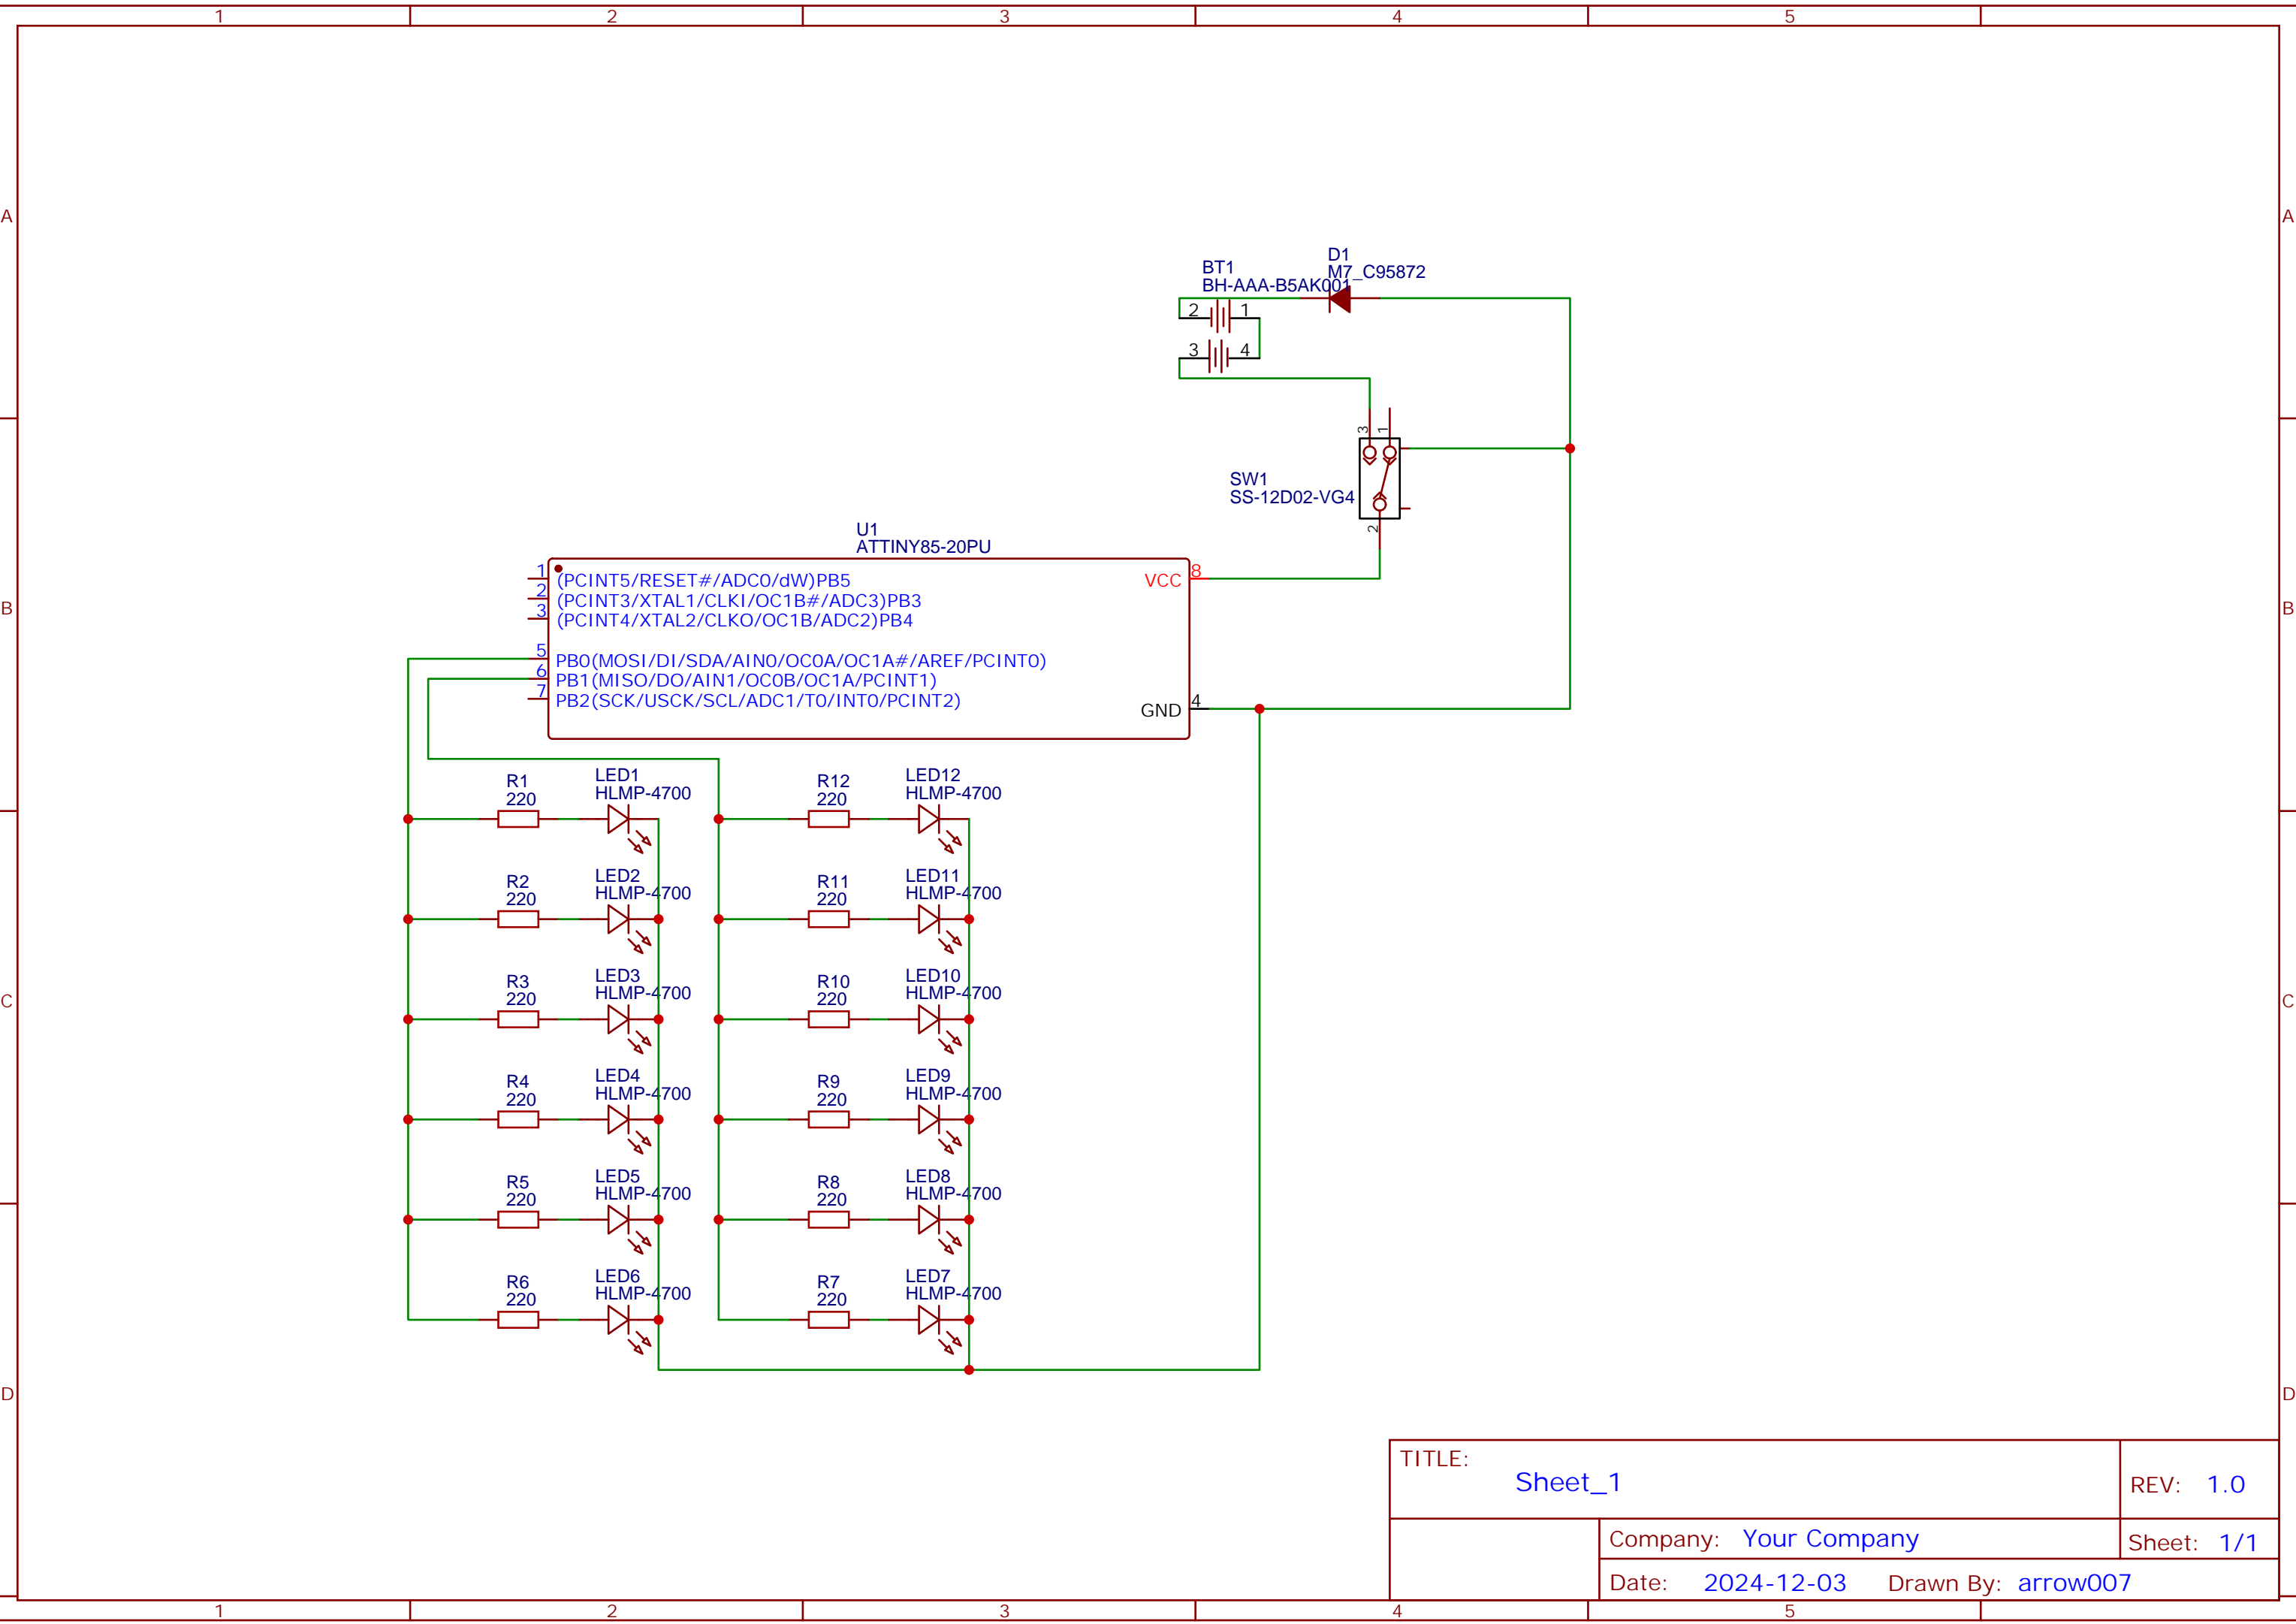 1 2 3 4 5
A A
D1
M7_C95872
BT1
BH-AAA-B5AK001
2 1
3 4
3 1
SW1
SS-12D02-VG4
2
U1
ATTINY85-20PU
1 (PCINT5/RESET#/ADC0/dW)PB5
VCC 8
2 (PCINT3/XTAL1/CLKI/OC1B#/ADC3)PB3
3 (PCINT4/XTAL2/CLKO/OC1B/ADC2)PB4
B B
5 PB0(MOSI/DI/SDA/AIN0/OC0A/OC1A#/AREF/PCINT0)
6 PB1(MISO/DO/AIN1/OC0B/OC1A/PCINT1)
7 PB2(SCK/USCK/SCL/ADC1/T0/INT0/PCINT2)
GND 4
R1
220
LED1
HLMP-4700
R12
220
LED12
HLMP-4700
R2
220
LED2
HLMP-4700
R11
220
LED11
HLMP-4700
R3
220
LED3
HLMP-4700
R10
220
LED10
HLMP-4700
C C
R4
220
LED4
HLMP-4700
R9
220
LED9
HLMP-4700
R5
220
LED5
HLMP-4700
R8
220
LED8
HLMP-4700
R6
220
LED6
HLMP-4700
R7
220
LED7
HLMP-4700
D D
TITLE:
Sheet_1
REV: 1.0
Company: Your Company
Sheet: 1/1
Date: 2024-12-03 Drawn By: arrow007
1 2 3 4 5